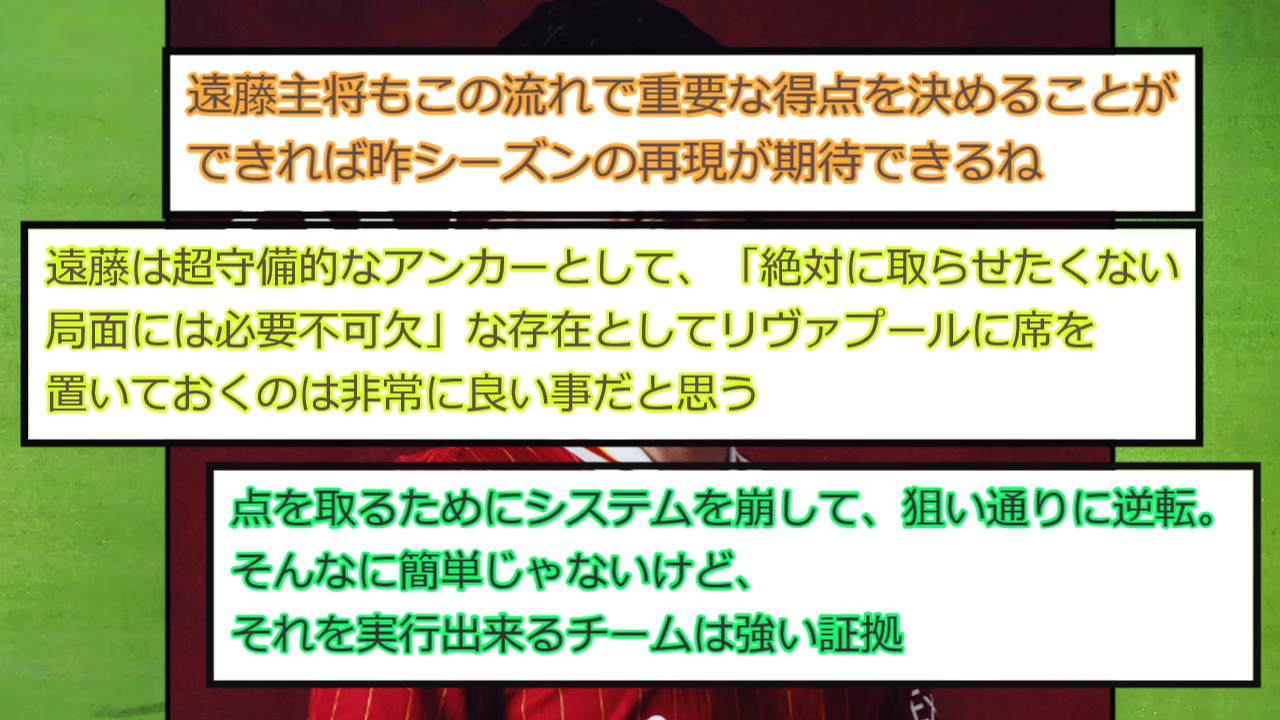 遠藤主将もこの流れで重要な得点を決めることが
できれば昨シーズンの再現が期待できるね
遠藤は超守備的なアンカーとして、「絶対に取らせたくない
局面には必要不可欠」な存在としてリヴァプールに席を
置いておくのは非常に良い事だと思う
点を取るためにシステムを崩して、狙い通りに逆転。
そんなに簡単じゃないけど、
それを実行出来るチームは強い証拠